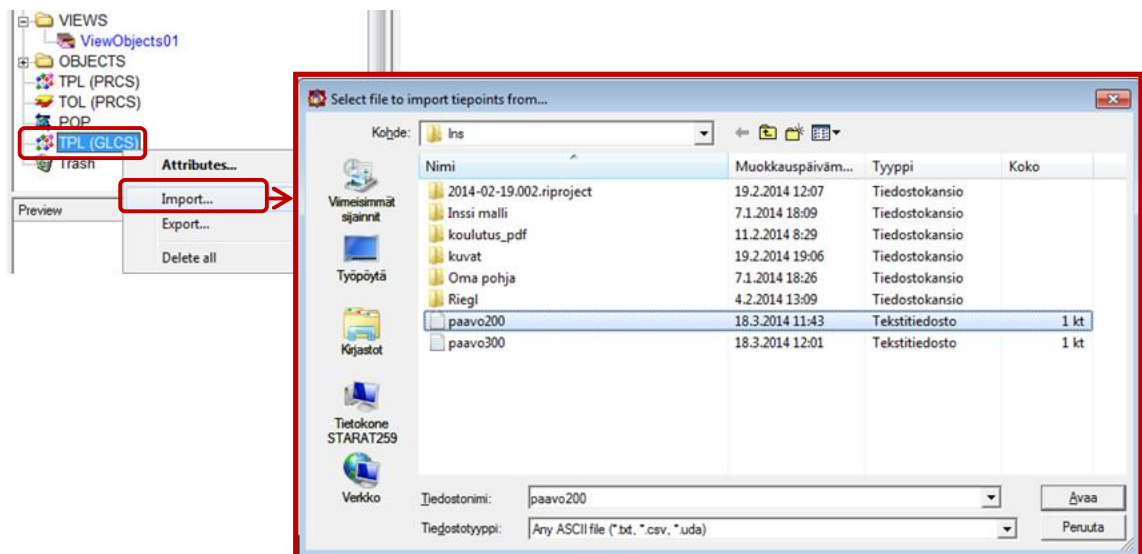 VIEWS
ViewObjects01
OBJECTS
TPL (PRCS)
TOL (PRCS)
POP
TPL (GLCS)
Trash
Attributes...
Import...
Export...
Delete all
Preview
Select file to import tiepoints from...
Kohde: Ins
Nimi Muokkauspäiväm... Tyyppi Koko
2014-02-19.002.riproject 19.2.2014 12:07 Tiedostokansio
Inssi malli 7.1.2014 18:09 Tiedostokansio
koulutus_pdf 11.2.2014 8:29 Tiedostokansio
kuvat 19.2.2014 19:06 Tiedostokansio
Oma pohja 7.1.2014 18:26 Tiedostokansio
Riegl 4.2.2014 13:09 Tiedostokansio
paavo200 18.3.2014 11:43 Tekstitiedosto 1 kt
paavo300 18.3.2014 12:01 Tekstitiedosto 1 kt
Viimeisimmät
sijainnit
Työpöytä
Kirjastot
Tietokone
STARAT259
Verkko
Tiedostonimi: paavo200 Avaa
Tiedostotyyppi: Any ASCII file (*.txt, *.csv, *.uda) Peruuta